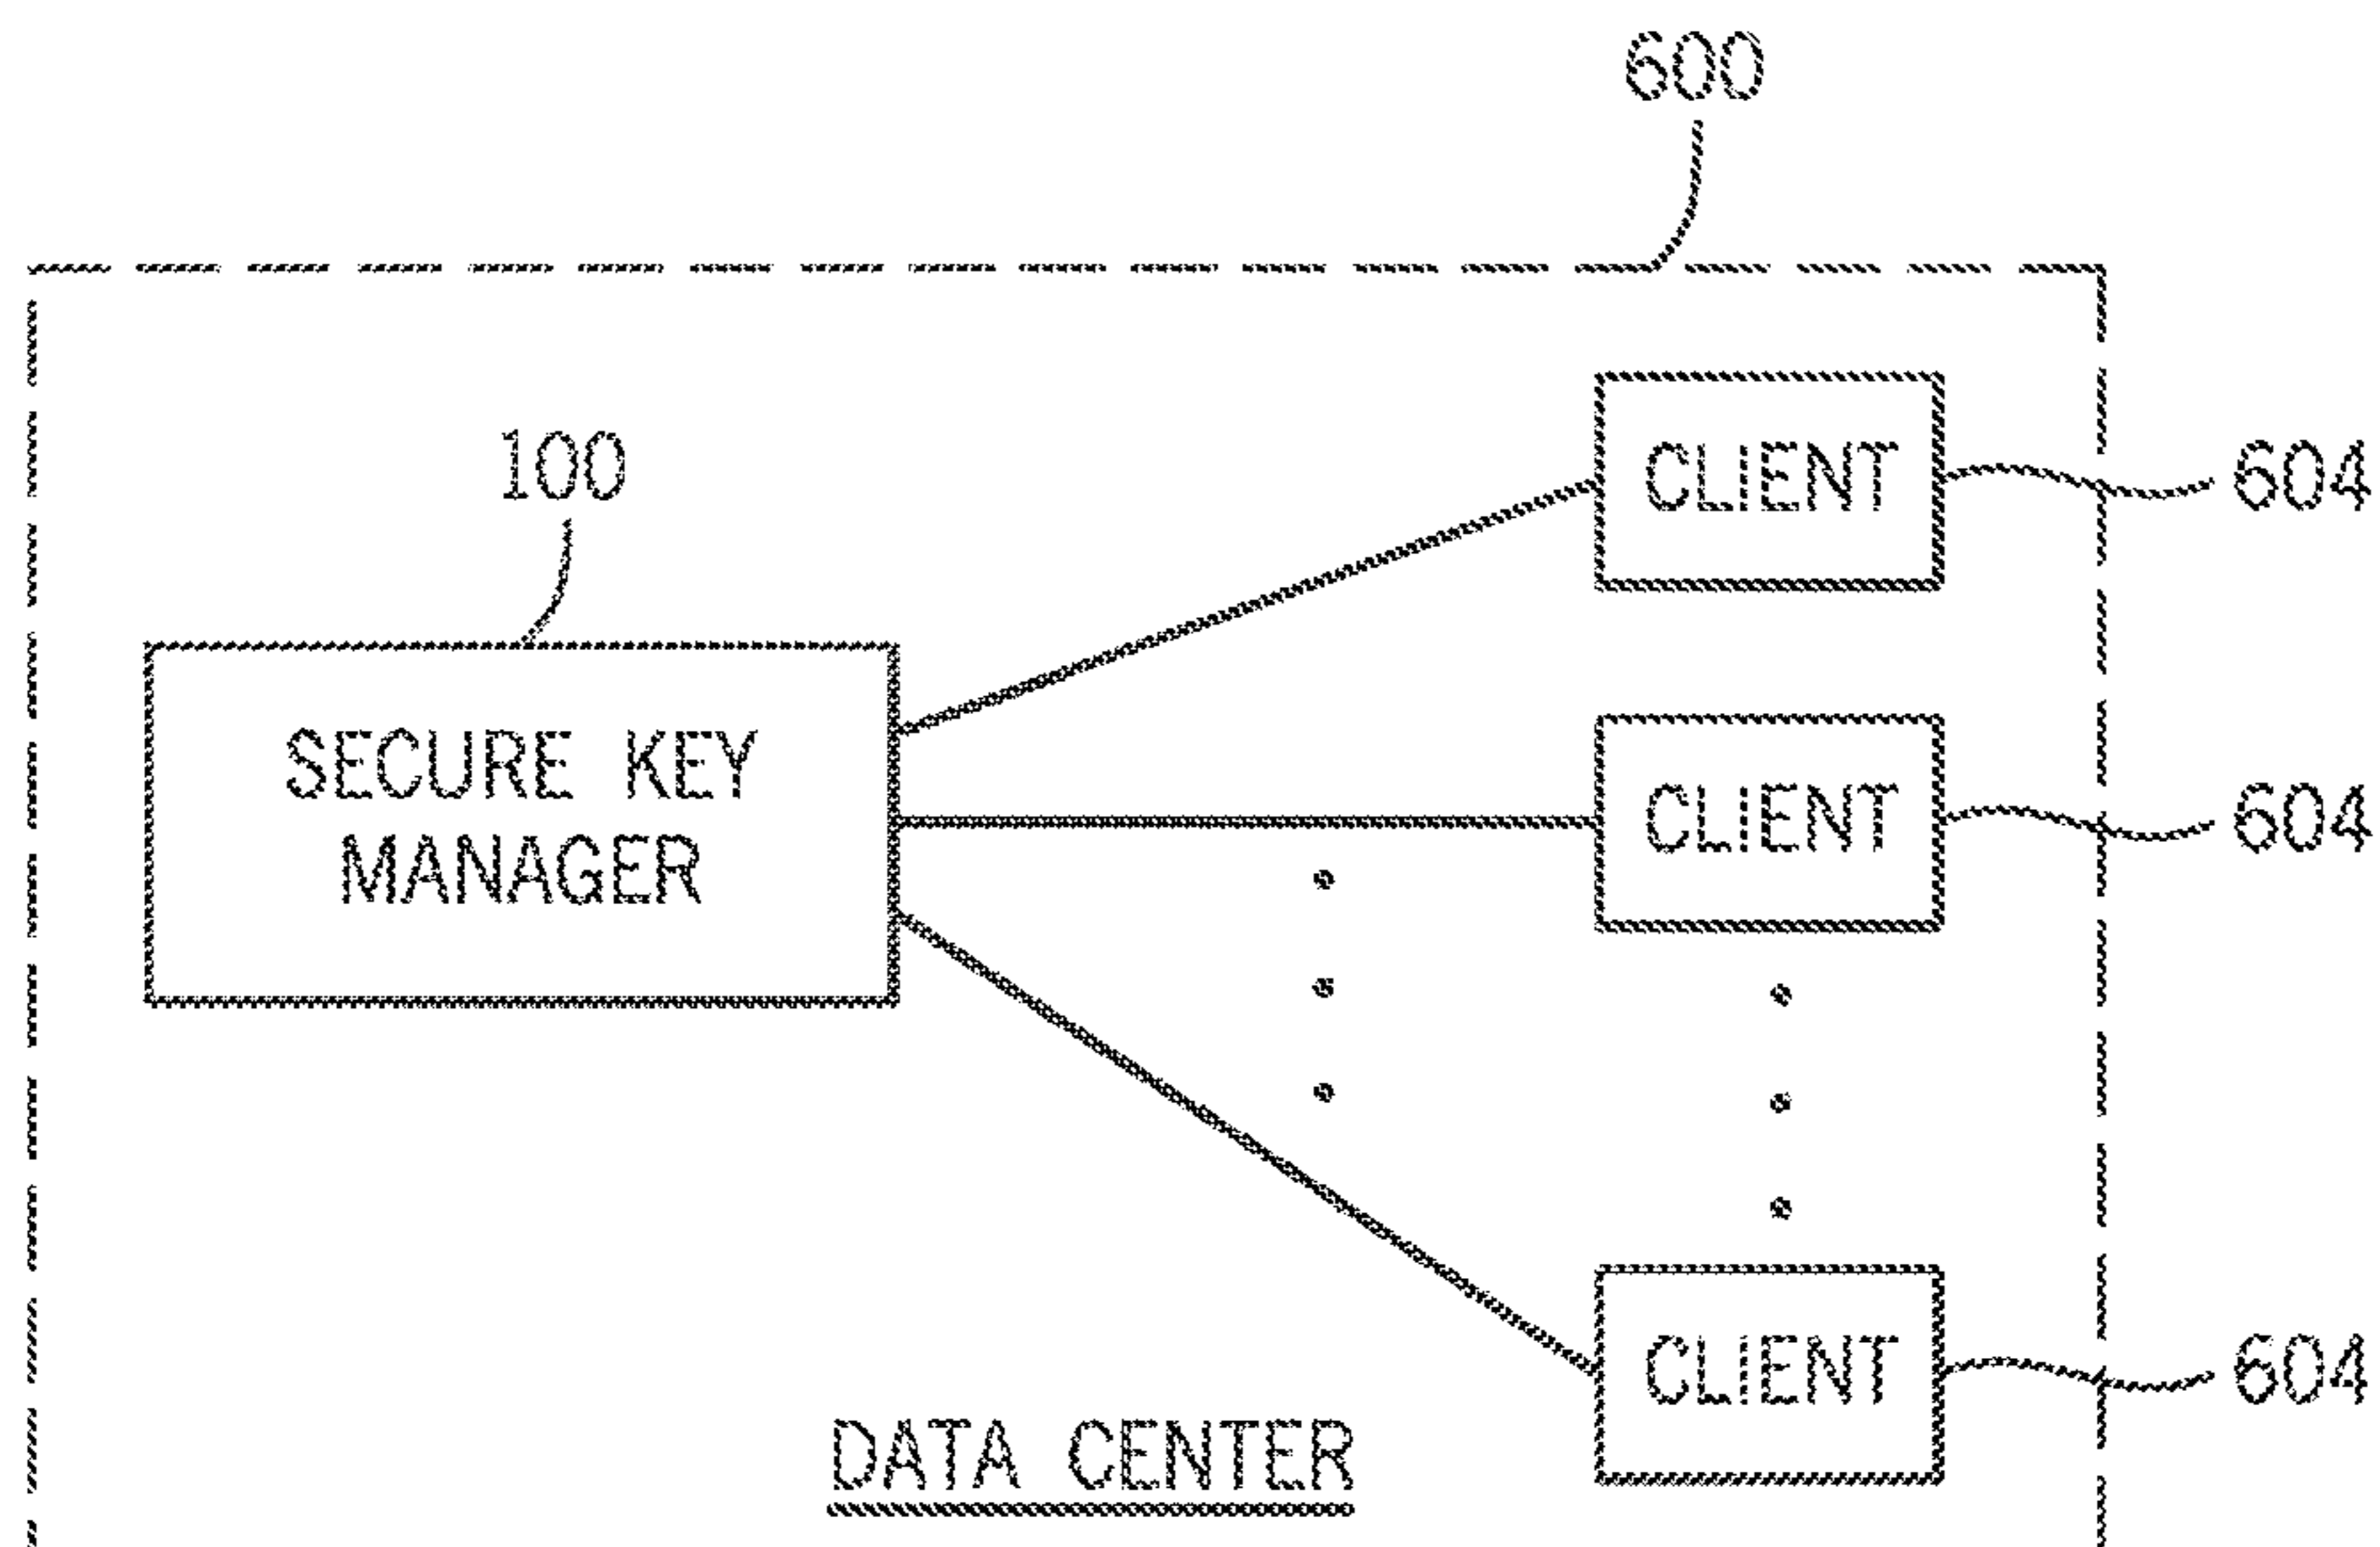 600
100
CLIENT
604
SECURE KEY
MANAGER
CLIENT
604
CLIENT
604
DATA CENTER